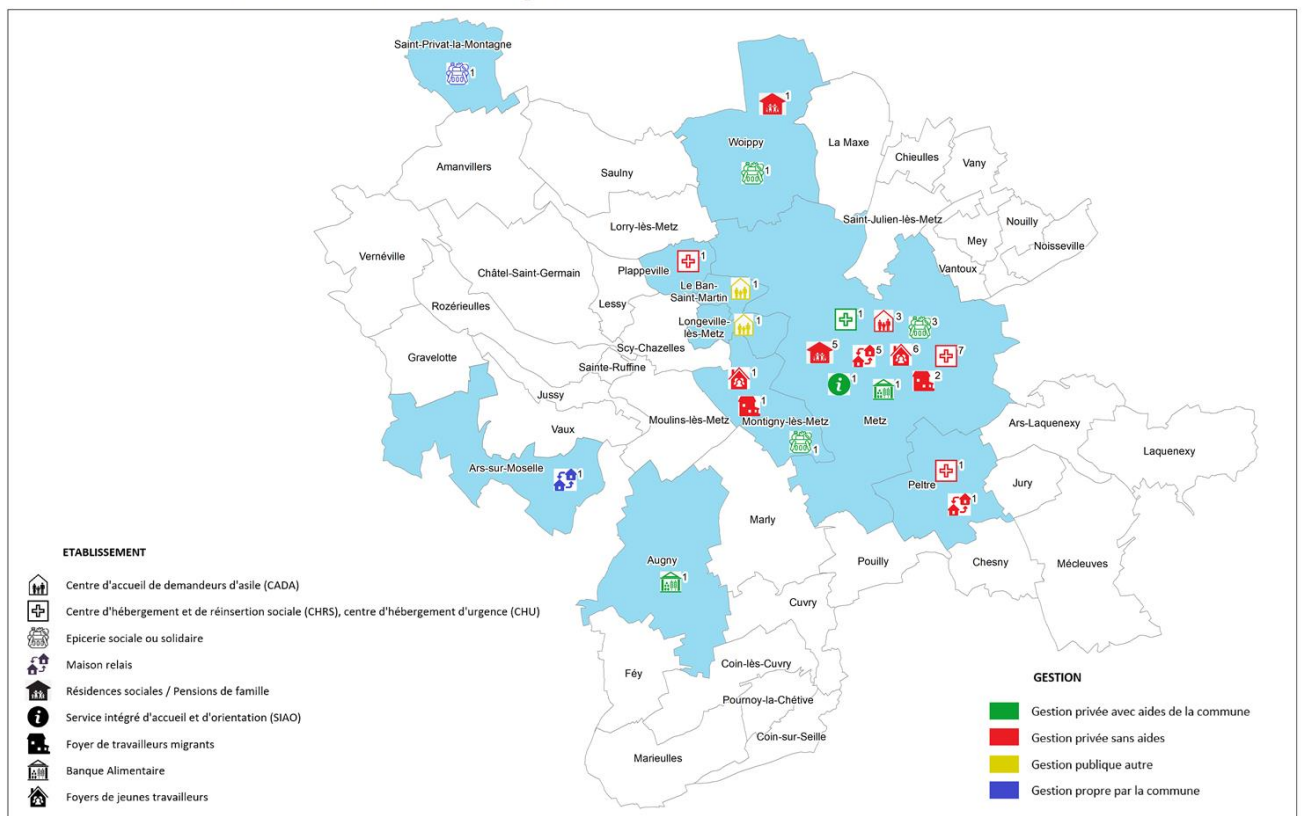 Saint-Privat-la-Montagne
1
1
Woippy
1
La Maxe
Chieulles
Vany
Amanvillers
Saulny
Saint-Julien-lès-Metz
Nouilly
Mey
Noisseville
Lorry-lès-Metz
Vantoux
Vernéville
Plappeville
1
Châtel-Saint-Germain
Le Ban-
Saint-Martin
1
Lessy
Rozérieulles
Longeville-
lès-Metz
1
1
3
3
Scy-Chazelles
Gravelotte
Sainte-Ruffine
5
5
6
7
1
1
1
2
Jussy
1
Vaux
Moulins-lès-Metz
Montigny-lès-Metz
1
Metz
Ars-Laquenexy
Laquenexy
Ars-sur-Moselle
1
Peltre
1
1
Jury
Marly
Augny
1
Pouilly
Chesny
Mécleuves
Cuvry
Féy
Coin-lès-Cuvry
Pournoy-la-Chétive
Coin-sur-Seille
Marieulles
ETABLISSEMENT
Centre d'accueil de demandeurs d'asile (CADA)
Centre d'hébergement et de réinsertion sociale (CHRS), centre d'hébergement d'urgence (CHU)
Epicerie sociale ou solidaire
Maison relais
Résidences sociales / Pensions de famille
Service intégré d'accueil et d'orientation (SIAO)
Foyer de travailleurs migrants
Banque Alimentaire
Foyers de jeunes travailleurs
GESTION
Gestion privée avec aides de la commune
Gestion privée sans aides
Gestion publique autre
Gestion propre par la commune